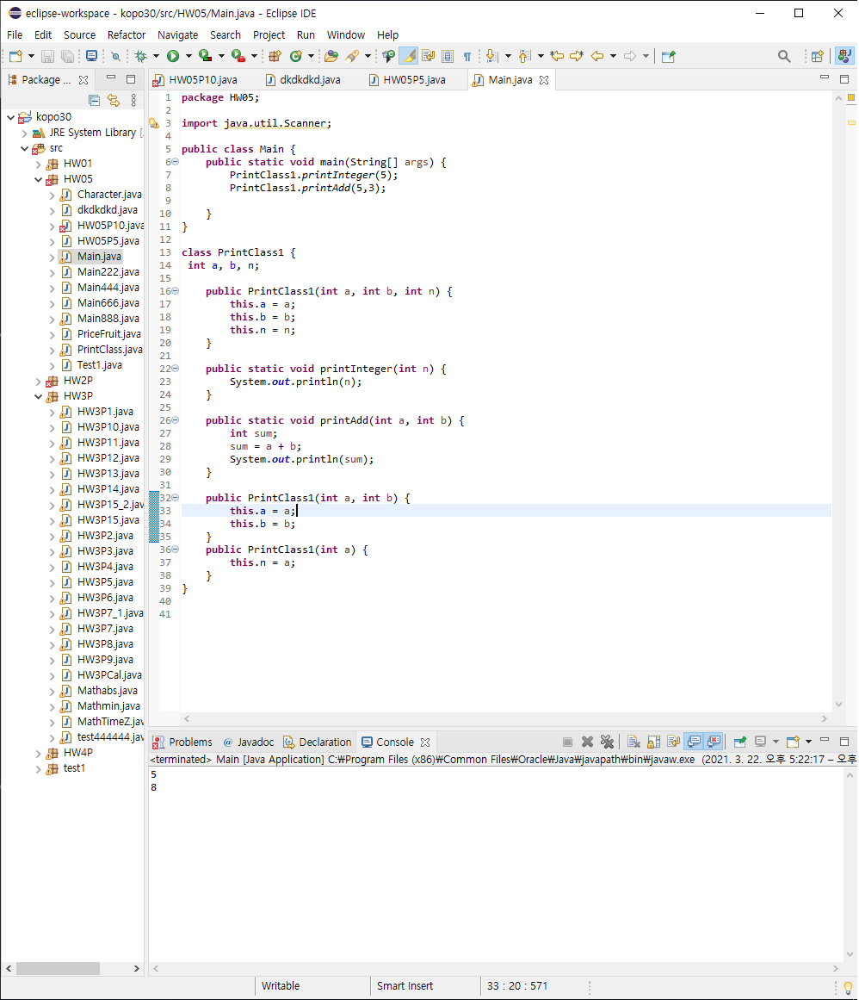 eclipse-workspace - kopo30/src/HW05/Main.java - Eclipse IDE
File Edit Source Refactor Navigate Search Project Run Window Help
Package ...
HW05P10.java dkdkdkd.java HW05P5.java Main.java
kopo30
JRE System Library [
src
HW01
HW05
Character.java
dkdkdkd.java
HW05P10.java
HW05P5.java
Main.java
Main222.java
Main444.java
Main666.java
Main888.java
PriceFruit.java
PrintClass.java
Test1.java
HW2P
HW3P
HW3P1.java
HW3P10.java
HW3P11.java
HW3P12.java
HW3P13.java
HW3P14.java
HW3P15_2.jav
HW3P15.java
HW3P2.java
HW3P3.java
HW3P4.java
HW3P5.java
HW3P6.java
HW3P7_1.java
HW3P7.java
HW3P8.java
HW3P9.java
HW3PCal.java
Mathabs.java
Mathmin.java
MathTimeZ.jav
test444444.jav
HW4P
test1
1 package HW05;
2
3 import java.util.Scanner;
4
5 public class Main {
6 public static void main(String[] args) {
7 PrintClass1.printInteger(5);
8 PrintClass1.printAdd(5,3);
9
10 }
11 }
12
13 class PrintClass1 {
14 int a, b, n;
15
16 public PrintClass1(int a, int b, int n) {
17 this.a = a;
18 this.b = b;
19 this.n = n;
20 }
21
22 public static void printInteger(int n) {
23 System.out.println(n);
24 }
25
26 public static void printAdd(int a, int b) {
27 int sum;
28 sum = a + b;
29 System.out.println(sum);
30 }
31
32 public PrintClass1(int a, int b) {
33 this.a = a;
34 this.b = b;
35 }
36 public PrintClass1(int a) {
37 this.n = a;
38 }
39 }
40
41
Problems @ Javadoc Declaration Console
<terminated> Main [Java Application] C:₩Program Files (x86)₩Common Files₩Oracle₩Java₩javapath₩bin₩javaw.exe (2021. 3. 22. 오후 5:22:17 – 오후
5
8
Writable Smart Insert 33 : 20 : 571